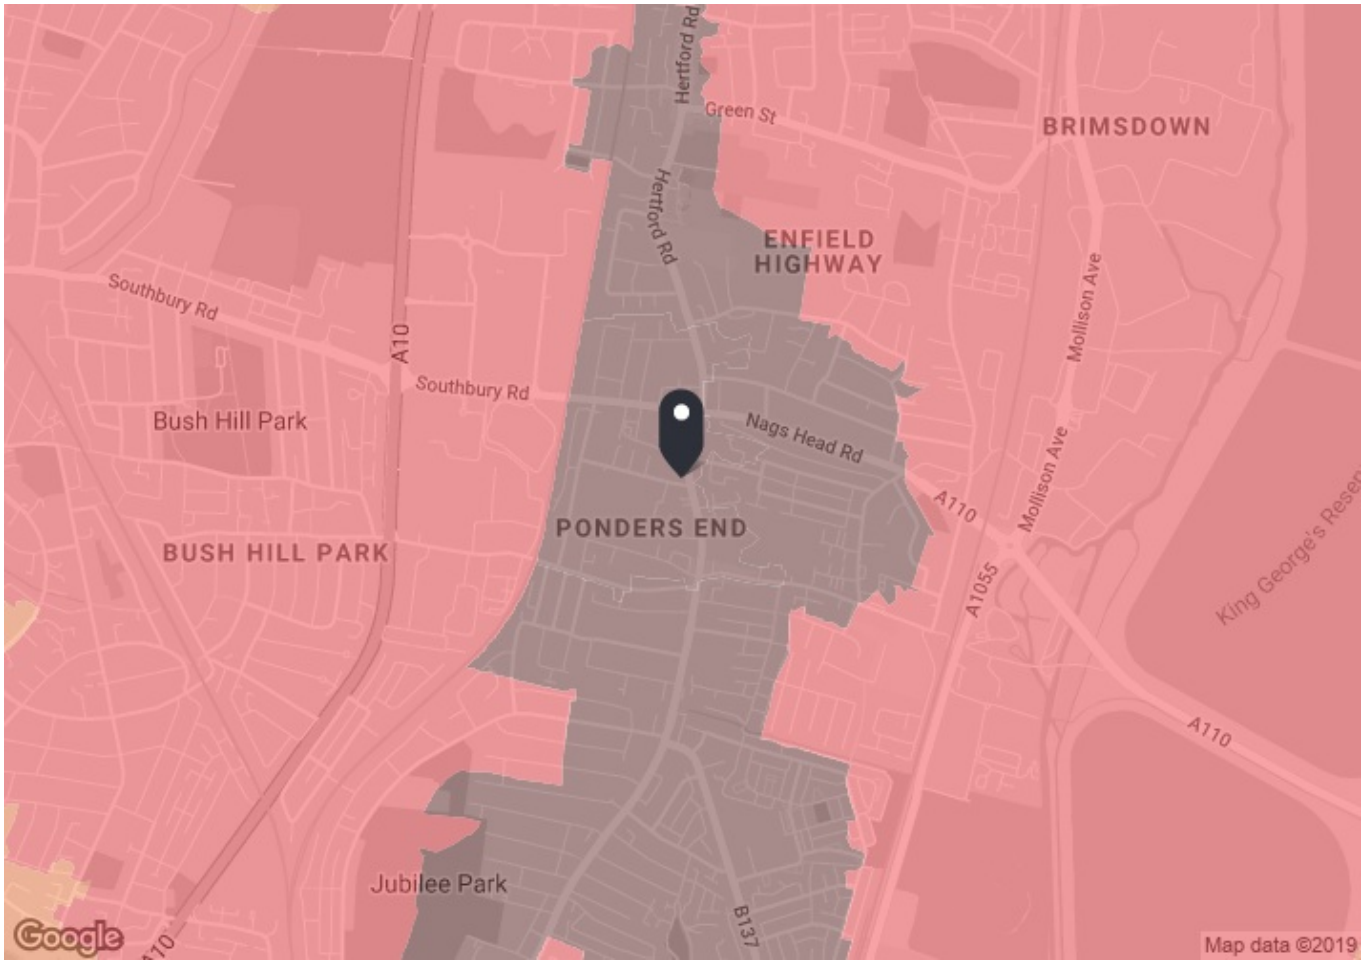 Hertford Rd
Green St
BRIMSDOWN
Hertford Rd
ENFIELD
HIGHWAY
Southbury Rd
A10
Mollison Ave
Southbury Rd
Bush Hill Park
Nags Head Rd
Mollison Ave
A110
King George's Reser
PONDERS END
BUSH HILL PARK
A1055
A110
Jubilee Park
B137
A10
Google
Map data ©2019